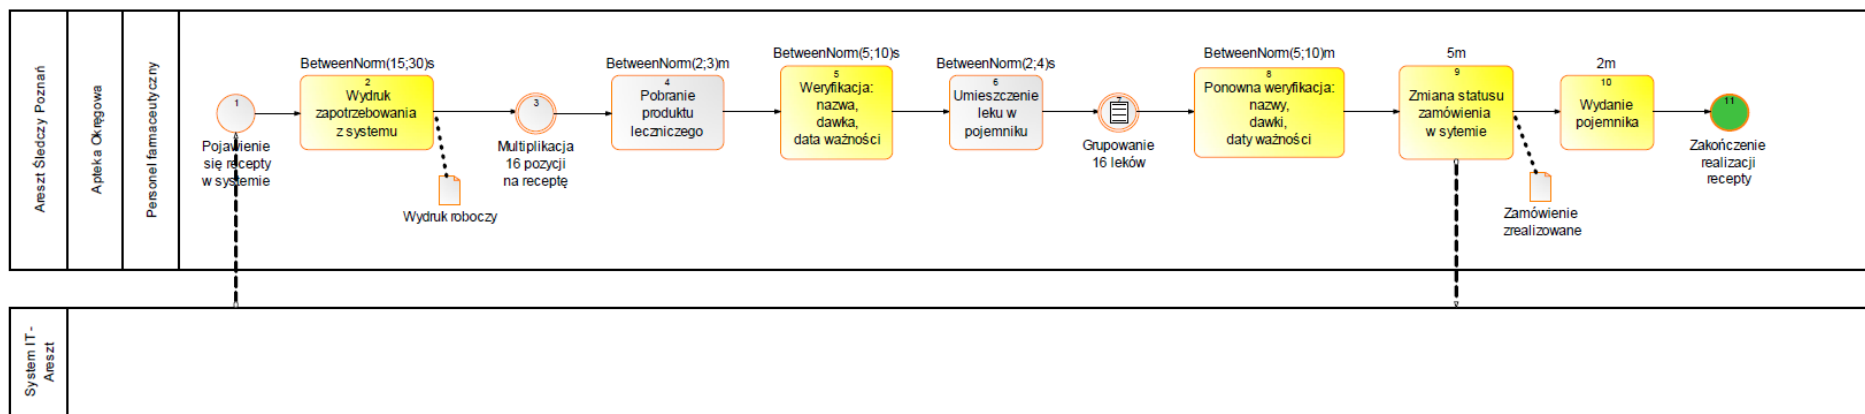 Areszt Śledczy Poznań
Apteka Okręgowa
Personel farmaceutyczny
1
Pojawienie
się recepty
w systemie
BetweenNorm(15;30)s
2
Wydruk
zapotrzebowania
z systemu
Wydruk roboczy
3
Multiplikacja
16 pozycji
na receptę
BetweenNorm(2;3)m
4
Pobranie
produktu
leczniczego
BetweenNorm(5;10)s
5
Weryfikacja:
nazwa,
dawka,
data ważności
BetweenNorm(2;4)s
6
Umieszczenie
leku w
pojemniku
7
Grupowanie
16 leków
BetweenNorm(5;10)m
8
Ponowna weryfikacja:
nazwy,
dawki,
daty ważności
5m
9
Zmiana statusu
zamówienia
w sytemie
Zamówienie
zrealizowane
2m
10
Wydanie
pojemnika
11
Zakończenie
realizacji
recepty
System IT -
Areszt